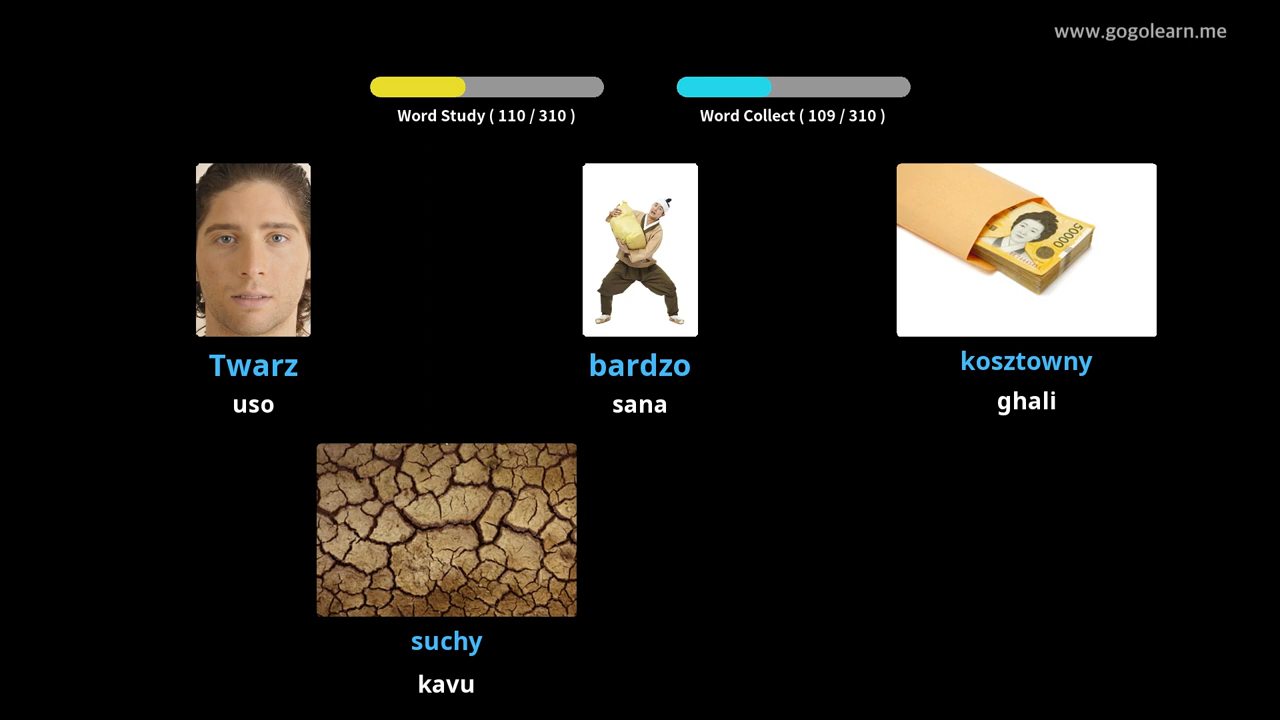 www.gogolearn.me
Word Study ( 110 / 310 )
Word Collect ( 109 / 310 )
50000
Twarz
bardzo
kosztowny
uso
sana
ghali
suchy
kavu